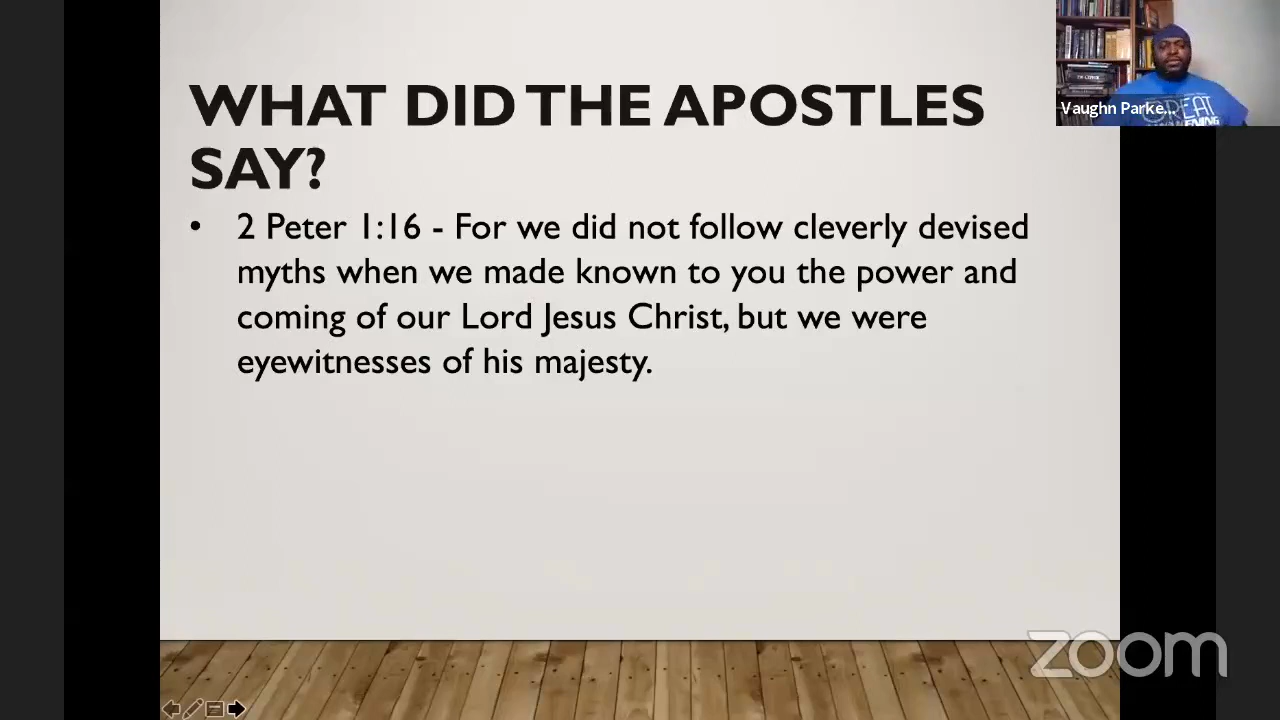 WHAT DID THE APOSTLES
SAY?
• 2 Peter 1:16 - For we did not follow cleverly devised
myths when we made known to you the power and
coming of our Lord Jesus Christ, but we were
eyewitnesses of his majesty.
Vaughn Parke...
zoom